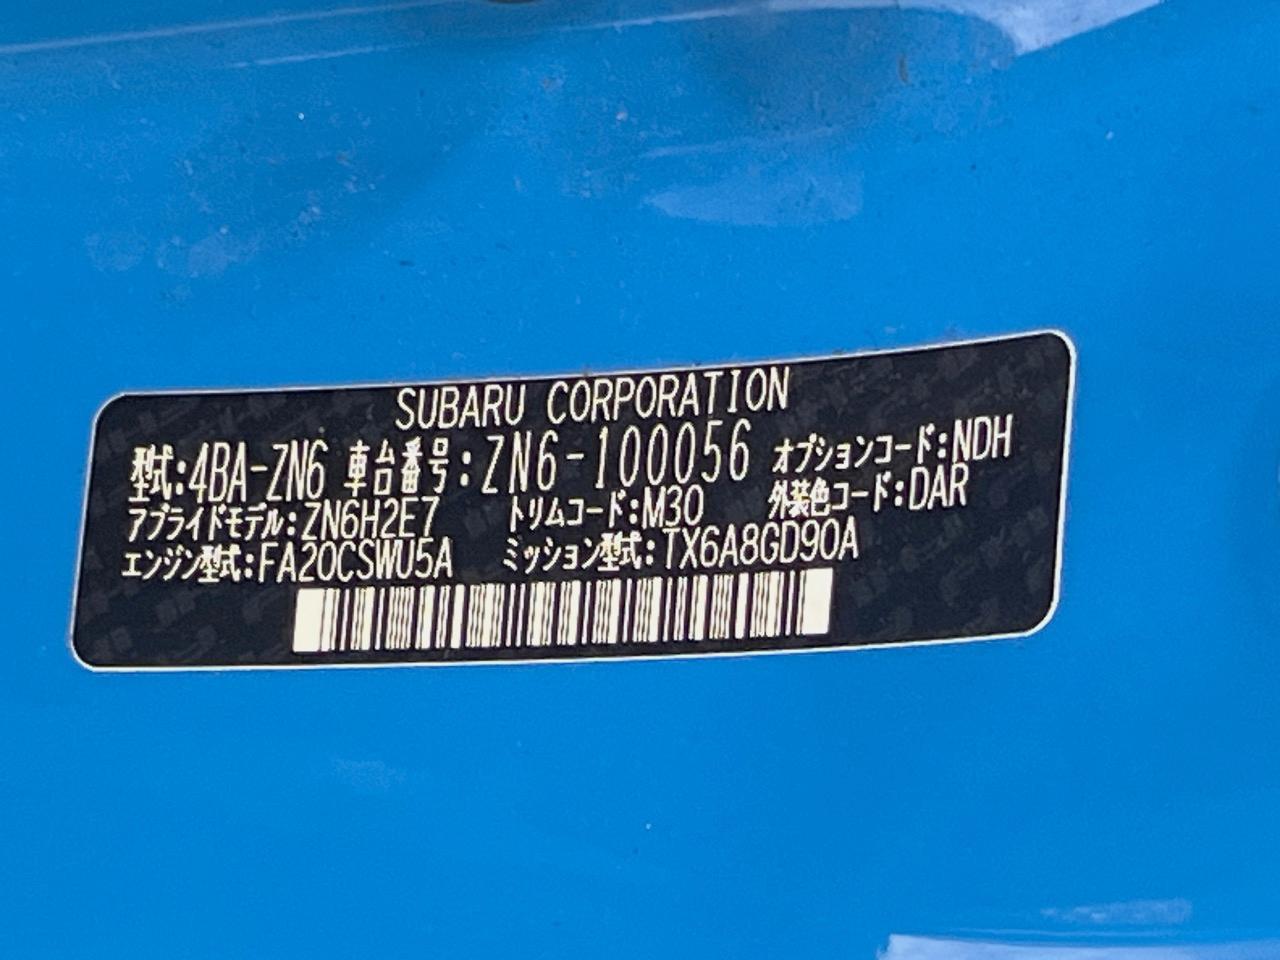 SUBARU CORPORATION
型式:4BA-ZN6 車台番号:ZN6-100056 オプションコード:NDH
アプライドモデル:ZN6H2E7 トリムコード:M30 外装色コード:DAR
エンジン型式:FA20CSWU5A ミッション型式:TX6A8GD90A